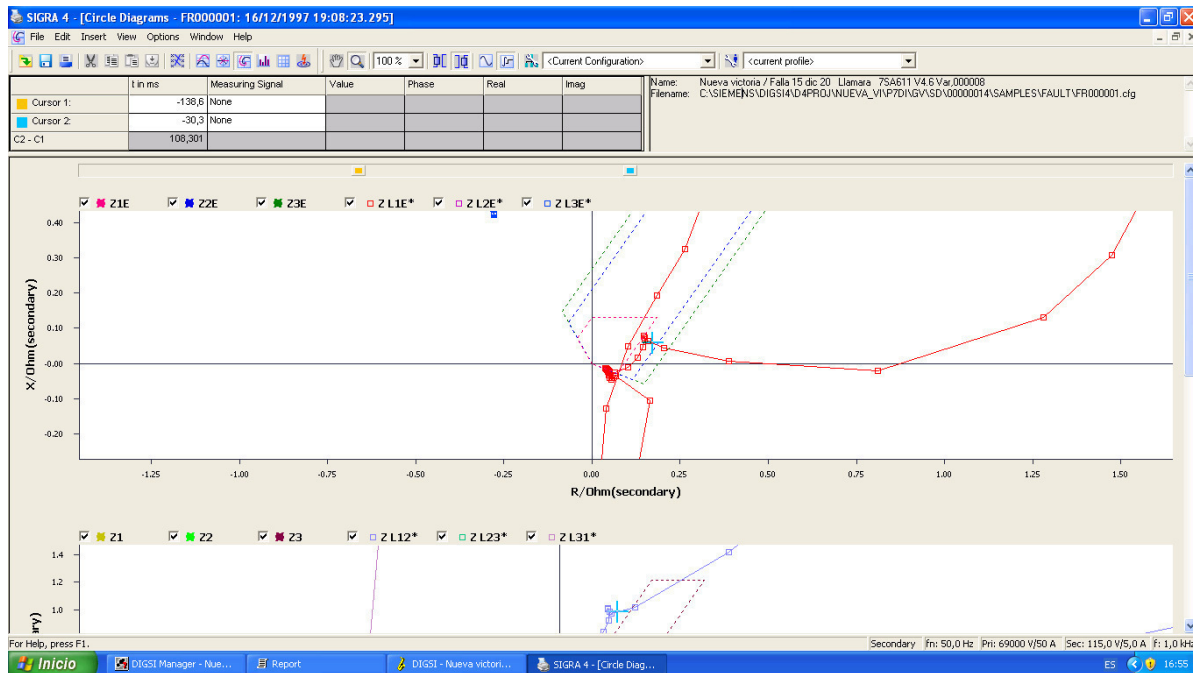 SIGRA 4 - [Circle Diagrams - FR000001: 16/12/1997 19:08:23.295]
File Edit Insert View Options Window Help
100 % <Current Configuration> <current profile>
t in ms Measuring Signal Value Phase Real Imag
Cursor 1: -138,6 None
Cursor 2: -30,3 None
C2 - C1 108,301
Name: Nueva victoria / Falla 15 dic 20 Llamara 7SA611 V4.6 Var,000008
Filename: C:\SIEMENS\DIGSI4\D4PROJ\NUEVA_VI\P7DI\GV\SD\00000014\SAMPLES\FAULT\FR000001.cfg
Z1E Z2E Z3E Z L1E* Z L2E* Z L3E*
0.40
0.30
0.20
0.10
-0.00
-0.10
-0.20
X/Ohm(secondary)
-1.25 -1.00 -0.75 -0.50 -0.25 0.00 0.25 0.50 0.75 1.00 1.25 1.50
R/Ohm(secondary)
Z1 Z2 Z3 Z L12* Z L23* Z L31*
1.4
1.2
1.0
dary)
For Help, press F1.
Secondary fn: 50,0 Hz Pri: 69000 V/50 A Sec: 115,0 V/5,0 A f: 1,0 kHz
Inicio DIGSI Manager - Nue... Report DIGSI - Nueva victori... SIGRA 4 - [Circle Diag... ES 16:55